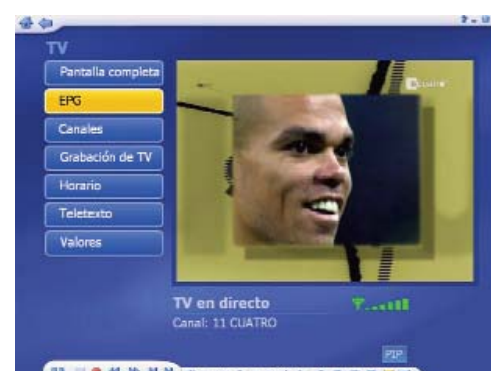 TV
Pantalla completa
EPG
Canales
Grabación de TV
Horario
Teletexto
Valores
TV en directo
Canal: 11 CUATRO
PIP